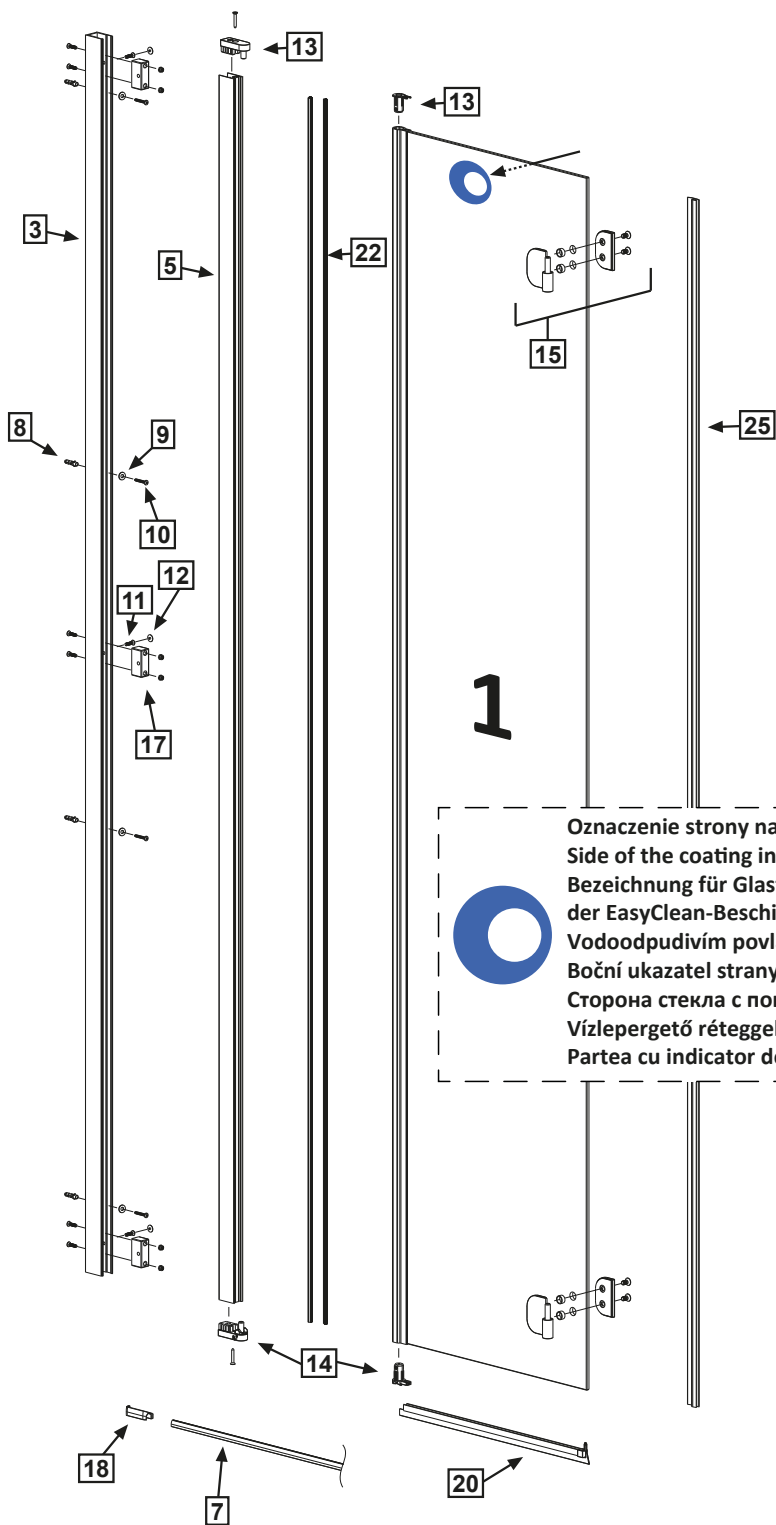 13
13
3
5
22
15
8
9
25
10
12
11
1
17
Oznaczenie strony na
Side of the coating in
Bezeichnung für Glas
der EasyClean-Beschi
Vodoodpudivím povl
Boční ukazatel strany
Сторона стекла с по
Vízlepergető réteggel
Partea cu indicator d
14
18
7
20